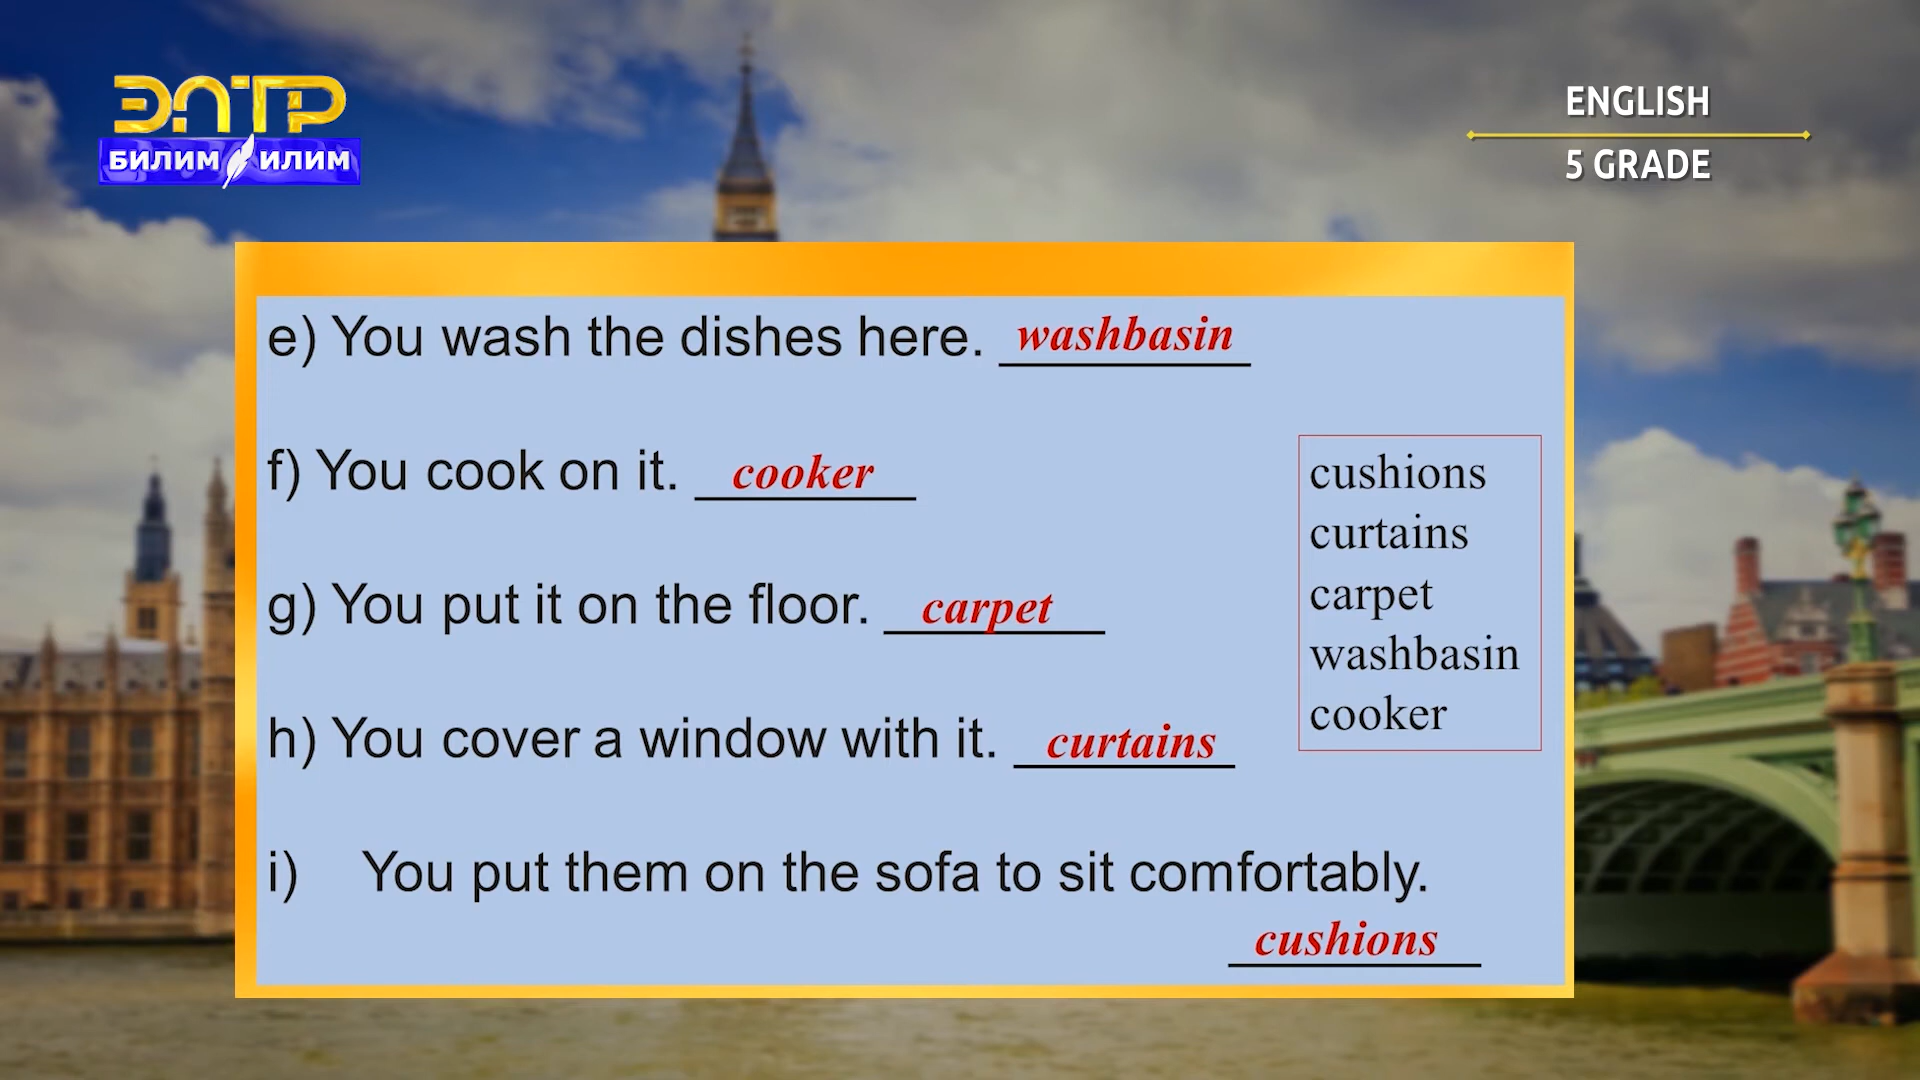 ЭЛТР
БИЛИМ ИЛИМ
ENGLISH
5 GRADE
e) You wash the dishes here. washbasin
f) You cook on it. cooker
g) You put it on the floor. carpet
h) You cover a window with it. curtains
i) You put them on the sofa to sit comfortably.
cushions
cushions
curtains
carpet
washbasin
cooker